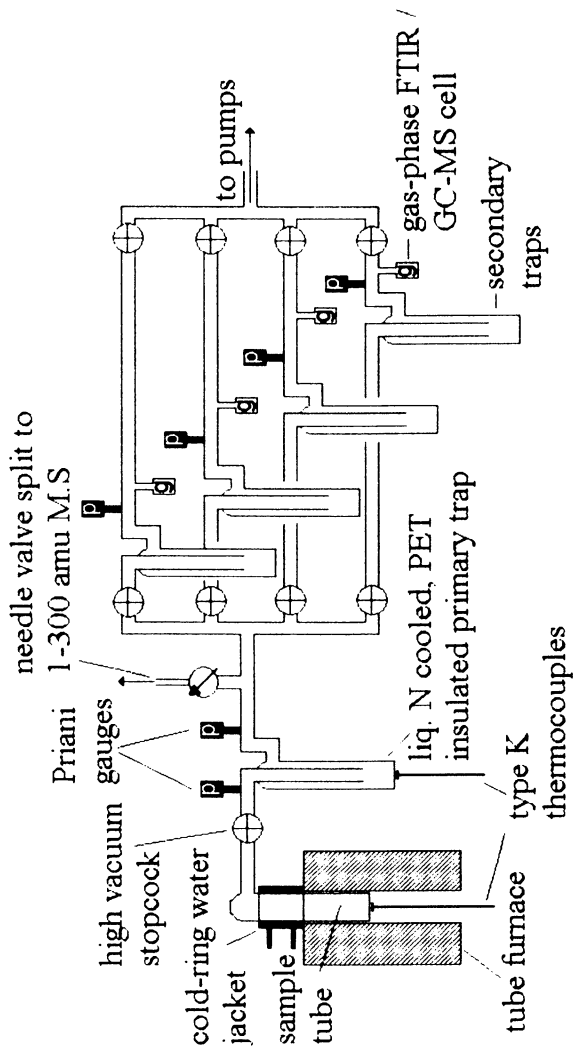 needle valve split to
1-300 amu M.S
Priani
gauges
high vacuum
stopcock
cold-ring water
jacket
sample
tube
tube furnace
type K
thermocouples
liq. N cooled, PET
insulated primary trap
to pumps
gas-phase FTIR /
GC-MS cell
secondary
traps
p
p
p
p
p
p
g
g
g
g